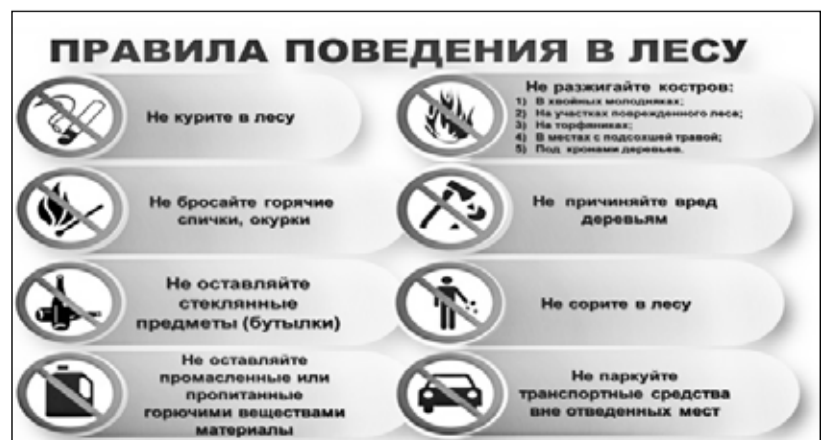 ПРАВИЛА ПОВЕДЕНИЯ В ЛЕСУ
Не курите в лесу
Не разжигайте костров:
1) В хвойных молодняках;
2) На участках поврежденного леса;
3) На торфяниках;
4) В местах с подсохшей травой;
5) Под кронами деревьев.
Не бросайте горячие
спички, окурки
Не причиняйте вред
деревьям
Не оставляйте
стеклянные
предметы (бутылки)
Не сорите в лесу
Не оставляйте
промасленные или
пропитанные
горючими веществами
материалы
Не паркуйте
транспортные средства
вне отведенных мест